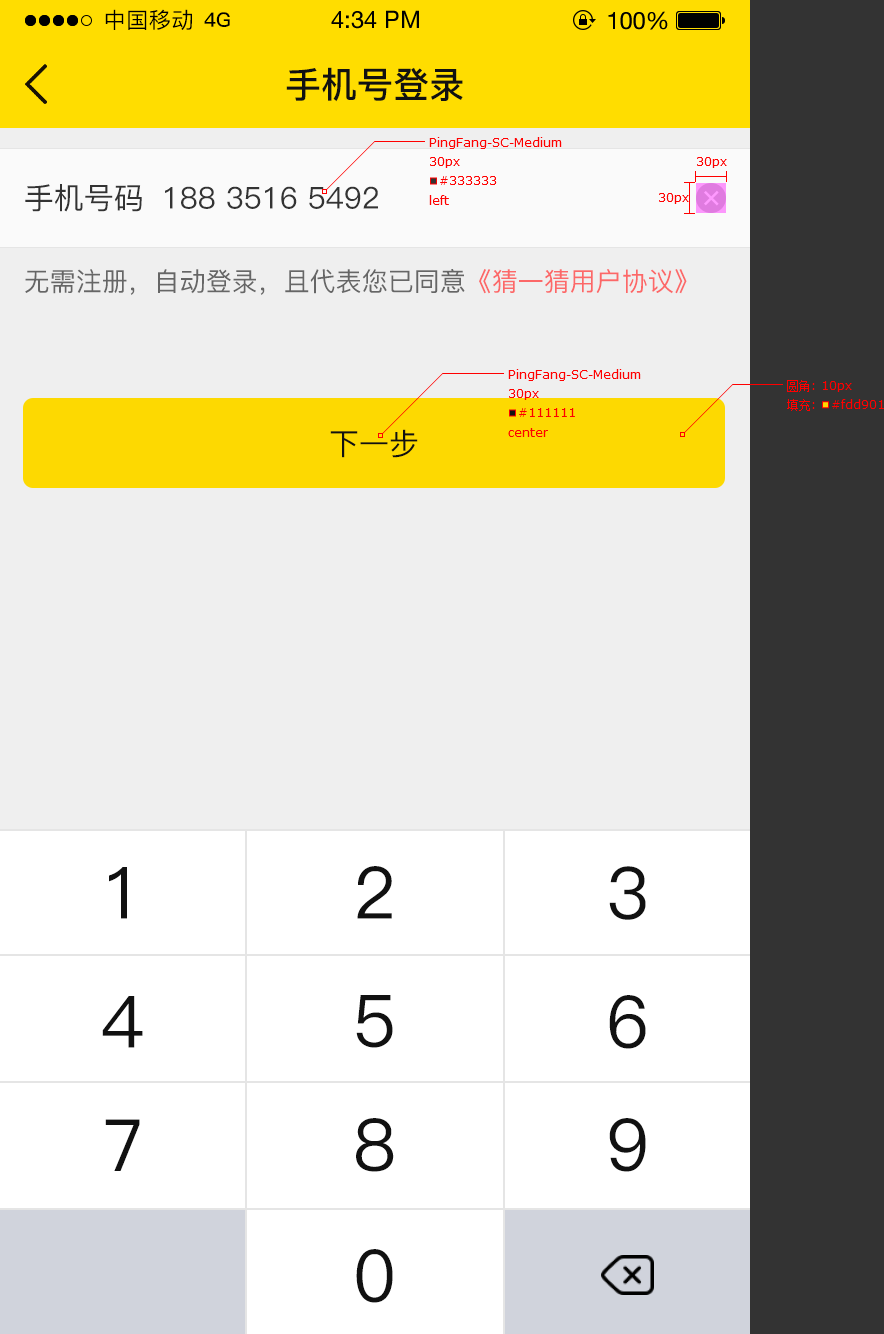 中国移动 4G 4:34 PM 100%
手机号登录
PingFang-SC-Medium
30px
#333333
left
30px
30px
手机号码 188 3516 5492
无需注册，自动登录，且代表您已同意《猜一猜用户协议》
PingFang-SC-Medium
30px
#111111
center
圆角: 10px
填充: #fdd901
下一步
1 2 3
4 5 6
7 8 9
0